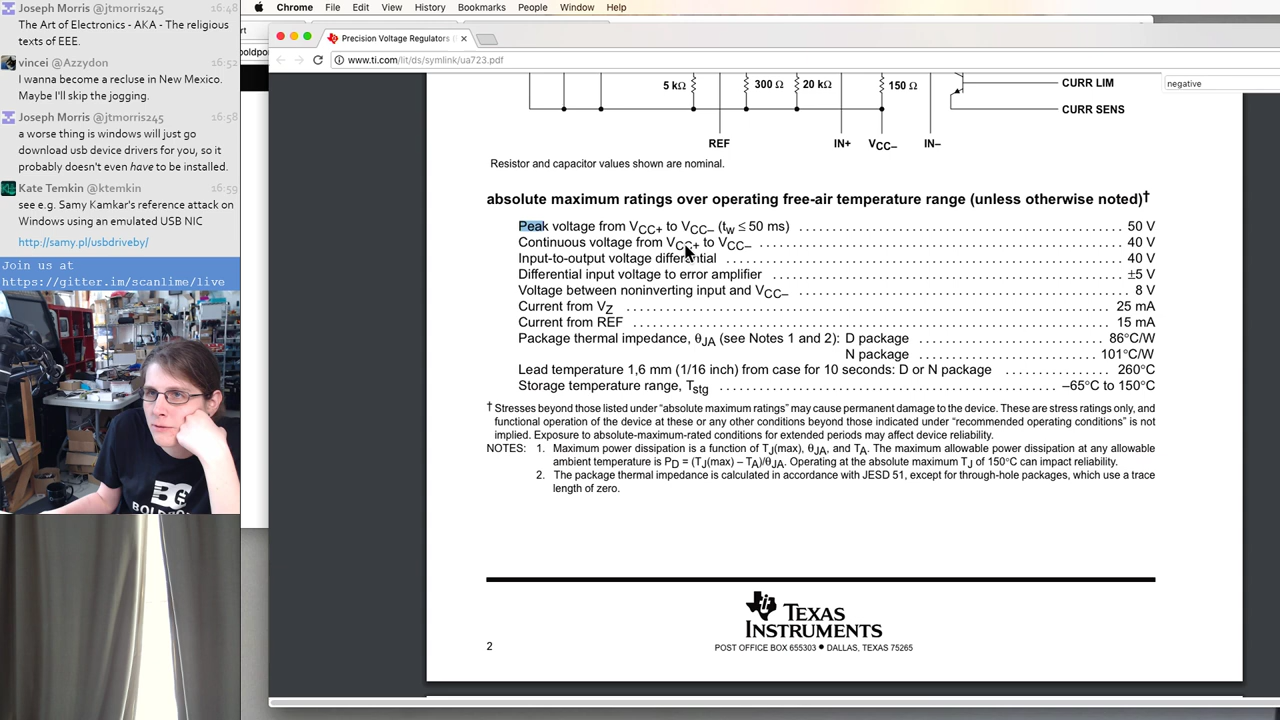 Joseph Morris @jtmorris245 16:48
The Art of Electronics - AKA - The religious
texts of EEE.
vincei @Azzydon 16:52
I wanna become a recluse in New Mexico.
Maybe I'll skip the jogging.
Joseph Morris @jtmorris245 16:58
a worse thing is windows will just go
download usb device drivers for you, so it
probably doesn't even have to be installed.
Kate Temkin @ktemkin 16:59
see e.g. Samy Kamkar's reference attack on
Windows using an emulated USB NIC
http://samy.pl/usbdriveby/
Join us at
https://gitter.im/scanlime/live
BOLDPOR
Chrome File Edit View History Bookmarks People Window Help
Precision Voltage Regulators
www.ti.com/lit/ds/symlink/ua723.pdf
negative
5 kΩ 300 Ω 20 kΩ 150 Ω
CURR LIM
CURR SENS
REF IN+ VCC– IN–
Resistor and capacitor values shown are nominal.
absolute maximum ratings over operating free-air temperature range (unless otherwise noted)†
Peak voltage from VCC+ to VCC– (tw ≤ 50 ms) 50 V
Continuous voltage from VCC+ to VCC– 40 V
Input-to-output voltage differential 40 V
Differential input voltage to error amplifier ±5 V
Voltage between noninverting input and VCC– 8 V
Current from VZ 25 mA
Current from REF 15 mA
Package thermal impedance, θJA (see Notes 1 and 2): D package 86°C/W
N package 101°C/W
Lead temperature 1,6 mm (1/16 inch) from case for 10 seconds: D or N package 260°C
Storage temperature range, Tstg –65°C to 150°C
† Stresses beyond those listed under “absolute maximum ratings” may cause permanent damage to the device. These are stress ratings only, and
functional operation of the device at these or any other conditions beyond those indicated under “recommended operating conditions” is not
implied. Exposure to absolute-maximum-rated conditions for extended periods may affect device reliability.
NOTES: 1. Maximum power dissipation is a function of TJ(max), θJA, and TA. The maximum allowable power dissipation at any allowable
ambient temperature is PD = (TJ(max) – TA)/θJA. Operating at the absolute maximum TJ of 150°C can impact reliability.
2. The package thermal impedance is calculated in accordance with JESD 51, except for through-hole packages, which use a trace
length of zero.
TEXAS
INSTRUMENTS
2 POST OFFICE BOX 655303 • DALLAS, TEXAS 75265